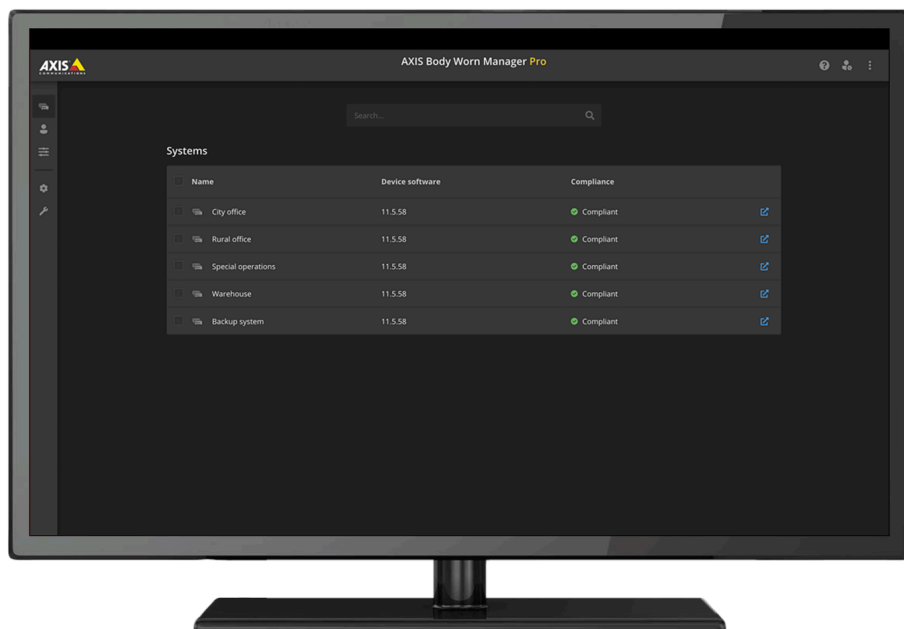 AXIS
COMMUNICATIONS
AXIS Body Worn Manager Pro
Search...
Systems
Name Device software Compliance
City office 11.5.58 Compliant
Rural office 11.5.58 Compliant
Special operations 11.5.58 Compliant
Warehouse 11.5.58 Compliant
Backup system 11.5.58 Compliant